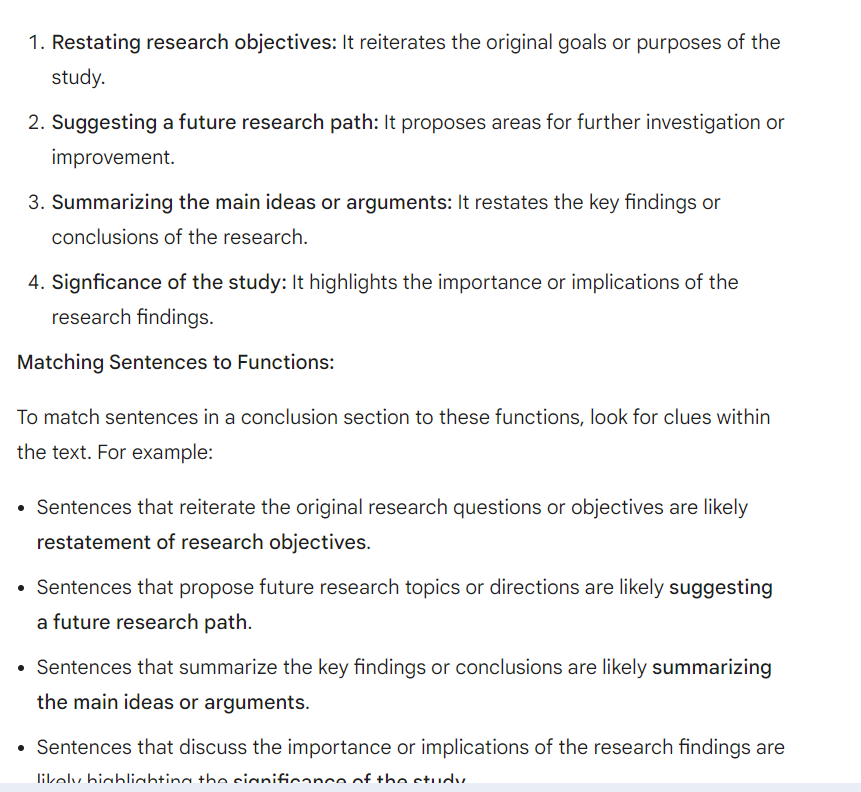 1. Restating research objectives: It reiterates the original goals or purposes of the
study.
2. Suggesting a future research path: It proposes areas for further investigation or
improvement.
3. Summarizing the main ideas or arguments: It restates the key findings or
conclusions of the research.
4. Signficance of the study: It highlights the importance or implications of the
research findings.
Matching Sentences to Functions:
To match sentences in a conclusion section to these functions, look for clues within
the text. For example:
• Sentences that reiterate the original research questions or objectives are likely
restatement of research objectives.
• Sentences that propose future research topics or directions are likely suggesting
a future research path.
• Sentences that summarize the key findings or conclusions are likely summarizing
the main ideas or arguments.
• Sentences that discuss the importance or implications of the research findings are
likely highlighting the significance of the study.